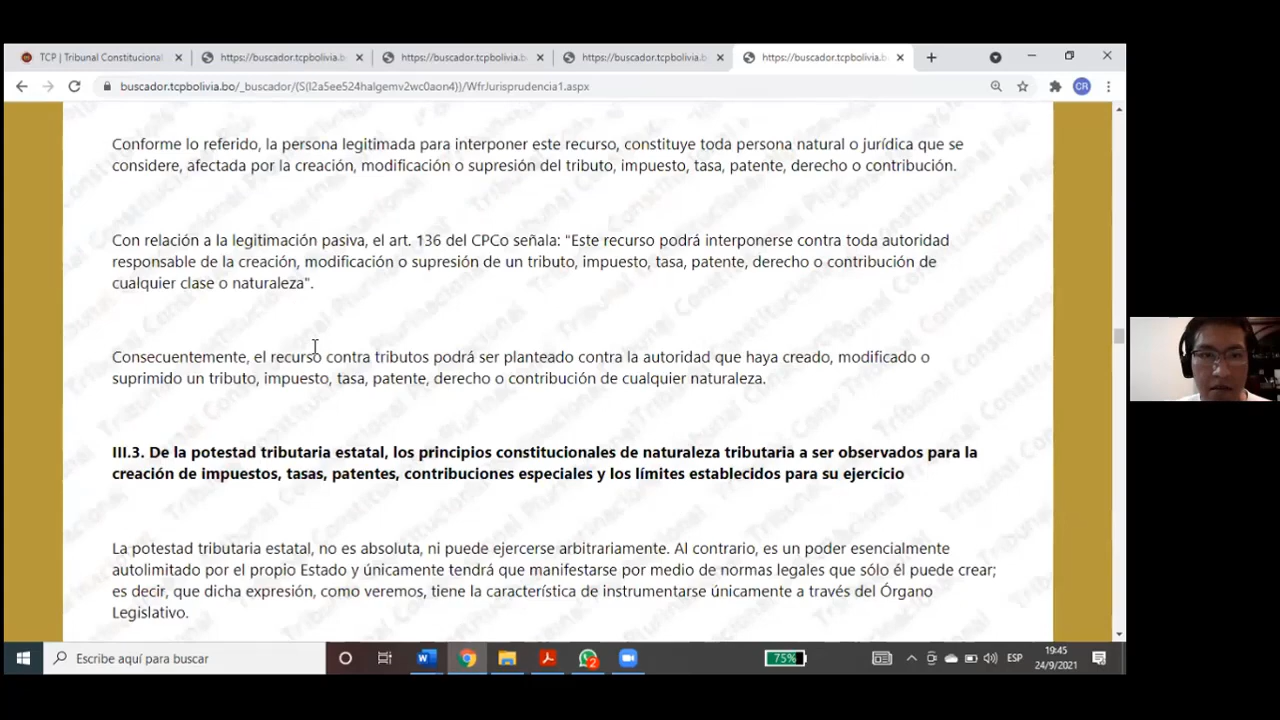 TCP | Tribunal Constitucional
https://buscador.tcpbolivia.b
https://buscador.tcpbolivia.
https://buscador.tcpbolivia.b
https://buscador.tcpbolivia.b
buscador.tcpbolivia.bo/_buscador/(S(l2a5ee524halgemv2wc0aon4))/WfrJurisprudencia1.aspx
CR
Conforme lo referido, la persona legitimada para interponer este recurso, constituye toda persona natural o jurídica que se
considere, afectada por la creación, modificación o supresión del tributo, impuesto, tasa, patente, derecho o contribución.
Con relación a la legitimación pasiva, el art. 136 del CPCo señala: "Este recurso podrá interponerse contra toda autoridad
responsable de la creación, modificación o supresión de un tributo, impuesto, tasa, patente, derecho o contribución de
cualquier clase o naturaleza".
Consecuentemente, el recurso contra tributos podrá ser planteado contra la autoridad que haya creado, modificado o
suprimido un tributo, impuesto, tasa, patente, derecho o contribución de cualquier naturaleza.
III.3. De la potestad tributaria estatal, los principios constitucionales de naturaleza tributaria a ser observados para la
creación de impuestos, tasas, patentes, contribuciones especiales y los límites establecidos para su ejercicio
La potestad tributaria estatal, no es absoluta, ni puede ejercerse arbitrariamente. Al contrario, es un poder esencialmente
autolimitado por el propio Estado y únicamente tendrá que manifestarse por medio de normas legales que sólo él puede crear;
es decir, que dicha expresión, como veremos, tiene la característica de instrumentarse únicamente a través del Órgano
Legislativo.
Escribe aquí para buscar
2
75%
ESP
19:45
24/9/2021